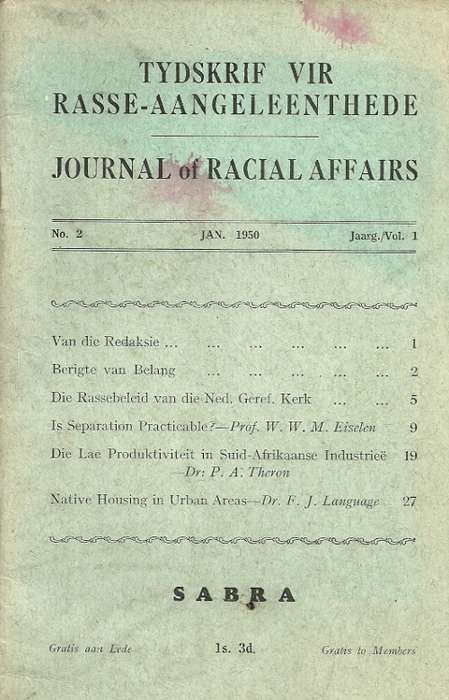 TYDSKRIF VIR
RASSE-AANGELEENTHEDE
JOURNAL of RACIAL AFFAIRS
No. 2 JAN. 1950 Jaarg./Vol. 1
Van die Redaksie ... ... ... ... ... ... 1
Berigte van Belang ... ... ... ... ... 2
Die Rassebeleid van die Ned. Geref. Kerk ... ... 5
Is Separation Practicable?—Prof. W. W. M. Eiselen 9
Die Lae Produktiviteit in Suid-Afrikaanse Industrieë 19
—Dr. P. A. Theron
Native Housing in Urban Areas—Dr. F. J. Language 27
SABRA
Gratis aan Lede 1s. 3d. Gratis to Members